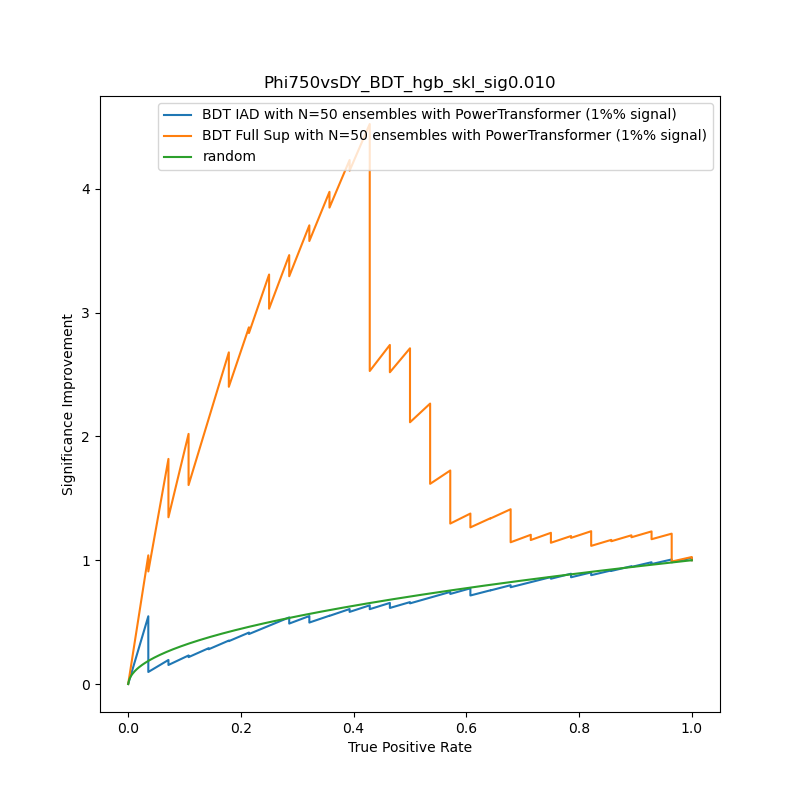 Phi750vsDY_BDT_hgb_skl_sig0.010
BDT IAD with N=50 ensembles with PowerTransformer (1%% signal)
BDT Full Sup with N=50 ensembles with PowerTransformer (1%% signal)
random
4
3
2
1
0
Significance Improvement
0.0 0.2 0.4 0.6 0.8 1.0
True Positive Rate